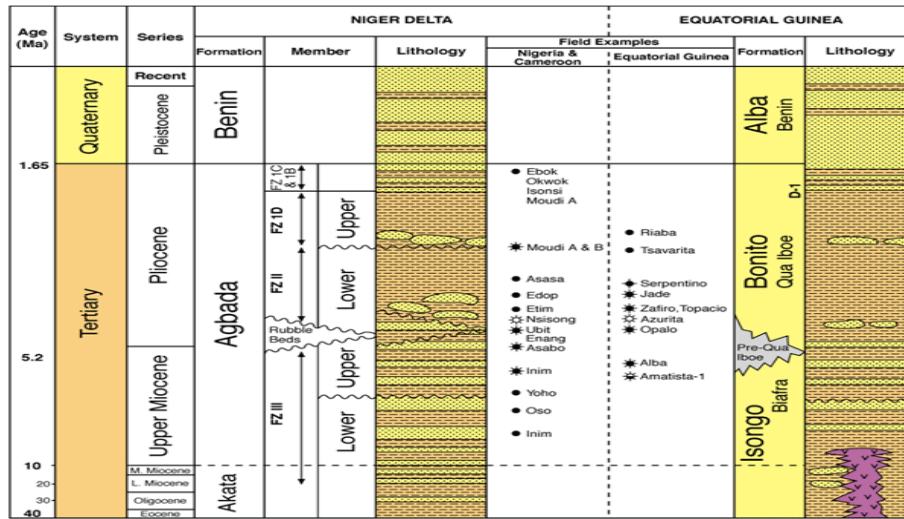 NIGER DELTA
EQUATORIAL GUINEA
Age
(Ma)
System
Series
Formation
Member
Lithology
Field Examples
Nigeria &
Cameroon
Equatorial Guinea
Formation
Lithology
Quaternary
Recent
Pleistocene
Benin
Alba
Benin
1.65
Tertiary
Pliocene
Agbada
FZ 1C
& 1B
FZ 1D
Upper
FZ II
Lower
Rubble
Beds
Ebok
Okwok
Isonsi
Moudi A
Moudi A & B
Asasa
Edop
Etim
Nsisong
Ubit
Enang
Asabo
Inim
Yoho
Oso
Inim
Riaba
Tsavarita
Serpentino
Jade
Zafiro,Topacio
Azurita
Opalo
Alba
Amatista-1
D-1
Bonito
Qua Iboe
Pre-Qua
Iboe
5.2
Upper Miocene
FZ III
Upper
Lower
Isongo
Biafra
10
M. Miocene
20
L. Miocene
30
Oligocene
40
Eocene
Akata